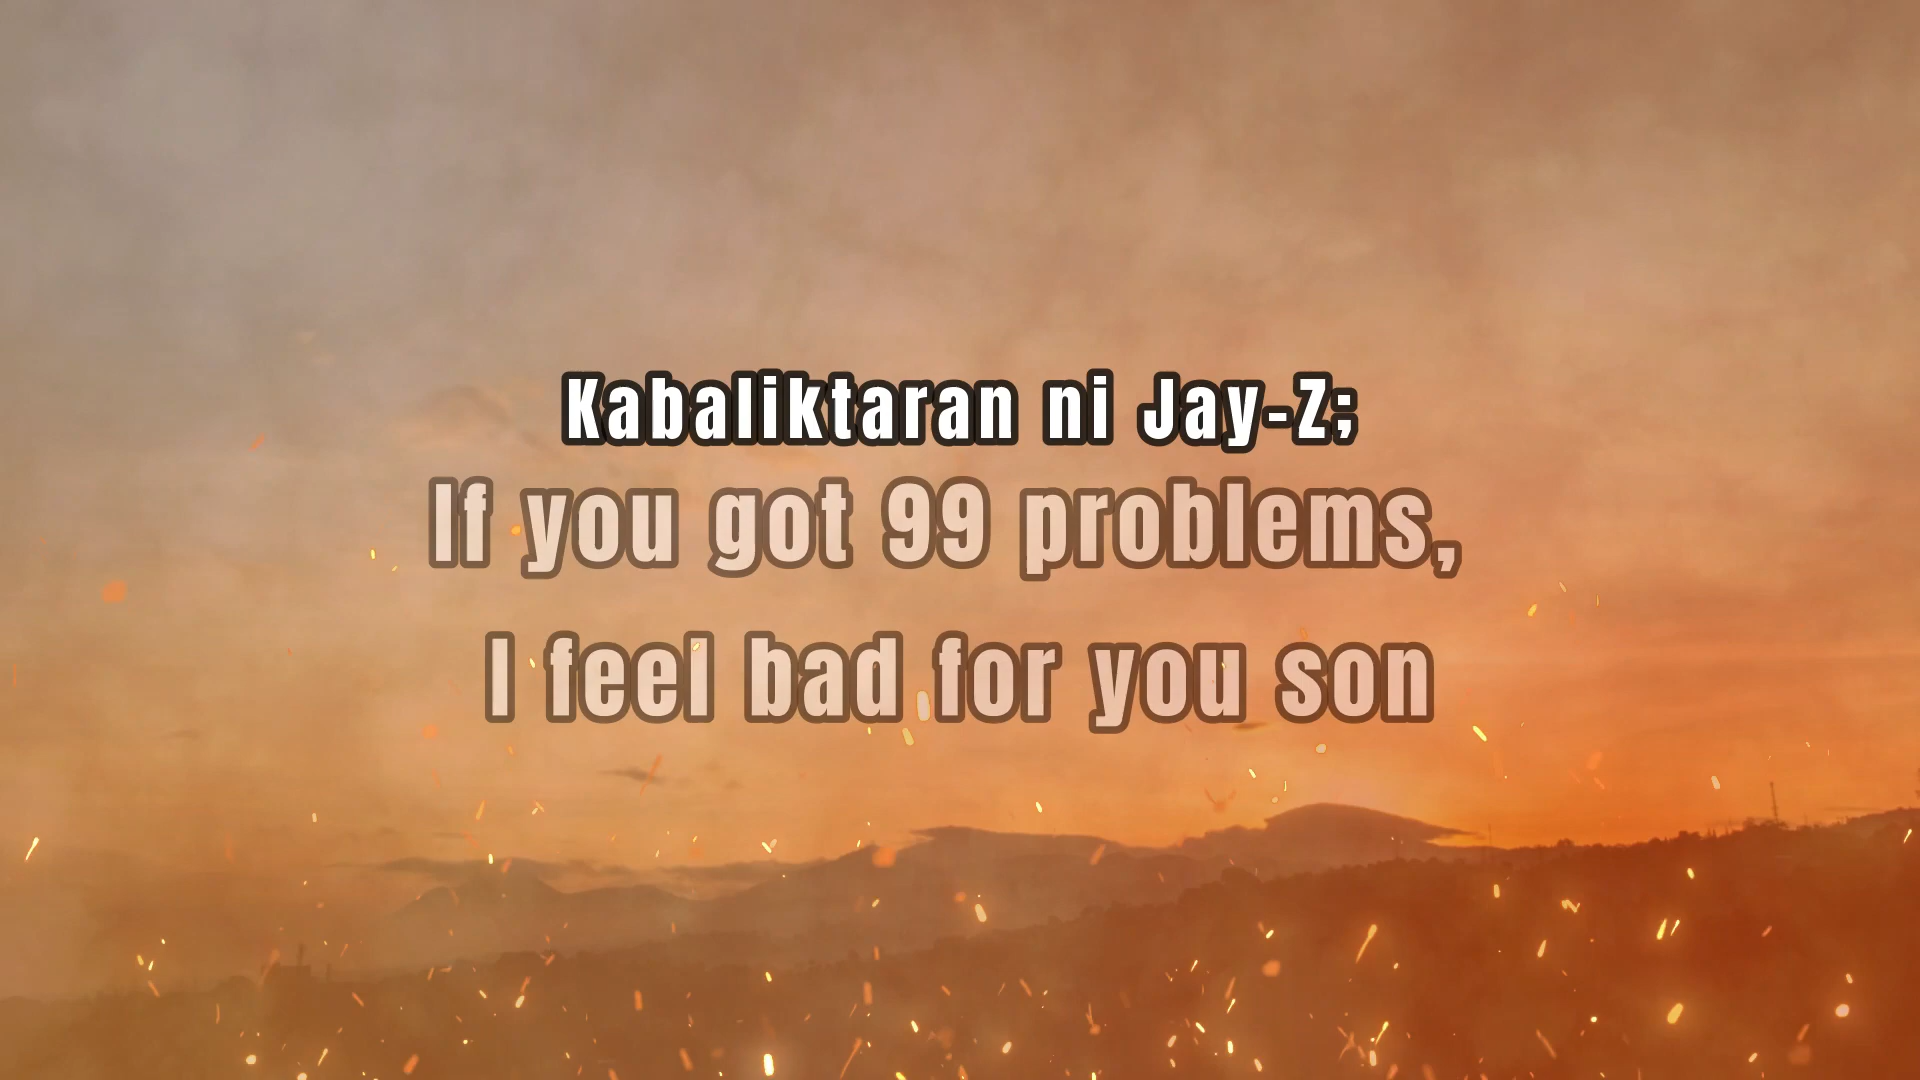 Kabaliktaran ni Jay-Z;
If you got 99 problems,
I feel bad for you son